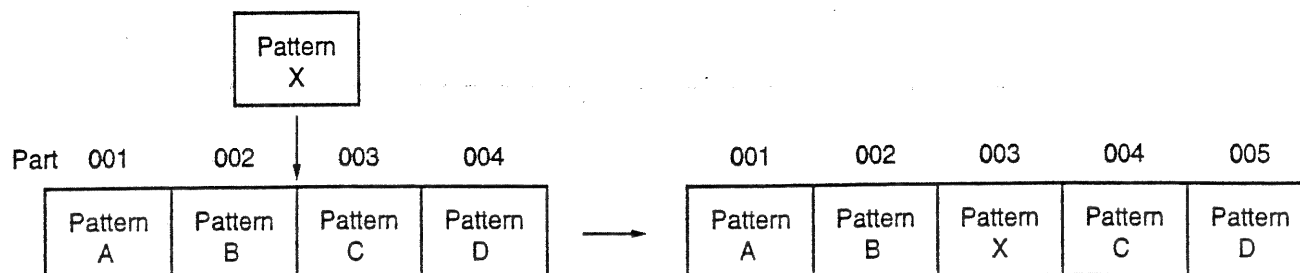 Pattern
X
Part 001 002 003 004 001 002 003 004 005
Pattern Pattern Pattern Pattern Pattern Pattern Pattern Pattern Pattern
A B C D A B X C D